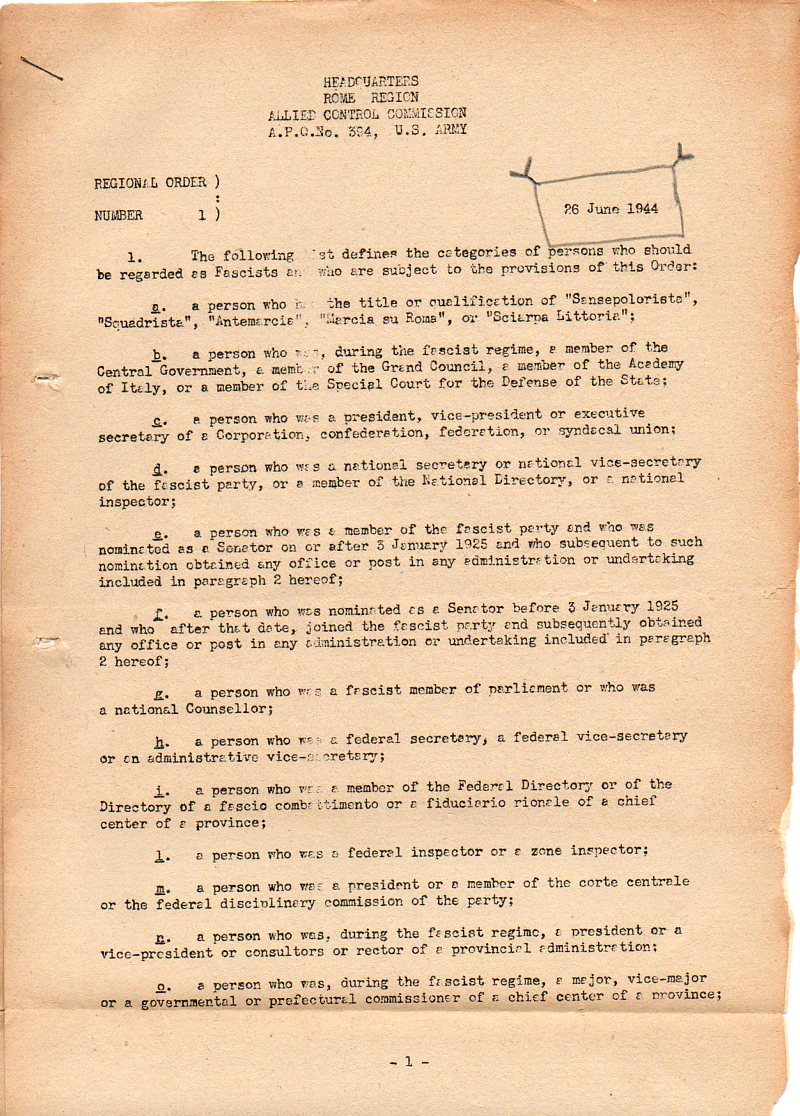 HEADQUARTERS
ROME REGION
ALLIED CONTROL COMMISSION
A.P.O.No. 394, U.S. ARMY
REGIONAL ORDER )
:
NUMBER 1 )
26 June 1944
1. The following list defines the categories of persons who should
be regarded as Fascists and who are subject to the provisions of this Order:
a. a person who has the title or qualification of "Sansepolorista",
"Squadrista", "Antemarcia", "Marcia su Roma", or "Sciarpa Littoria";
b. a person who was, during the fascist regime, a member of the
Central Government, a member of the Grand Council, a member of the Academy
of Italy, or a member of the Special Court for the Defense of the State;
c. a person who was a president, vice-president or executive
secretary of a Corporation, confederation, federation, or syndacal union;
d. a person who was a national secretary or national vice-secretary
of the fascist party, or a member of the National Directory, or a national
inspector;
e. a person who was a member of the fascist party and who was
nominated as a Senator on or after 3 January 1925 and who subsequent to such
nomination obtained any office or post in any administration or undertaking
included in paragraph 2 hereof;
f. a person who was nominated as a Senator before 3 January 1925
and who after that date, joined the fascist party and subsequently obtained
any office or post in any administration or undertaking included in paragraph
2 hereof;
g. a person who was a fascist member of parliament or who was
a national Counsellor;
h. a person who was a federal secretary, a federal vice-secretary
or an administrative vice-secretary;
i. a person who was a member of the Federal Directory or of the
Directory of a fascio combattimento or a fiduciario rionale of a chief
center of a province;
l. a person who was a federal inspector or a zone inspector;
m. a person who was a president or a member of the corte centrale
or the federal disciplinary commission of the party;
n. a person who was, during the fascist regime, a president or a
vice-president or consultors or rector of a provincial administration;
o. a person who was, during the fascist regime, a major, vice-major
or a governmental or prefectural commissioner of a chief center of a province;
- 1 -